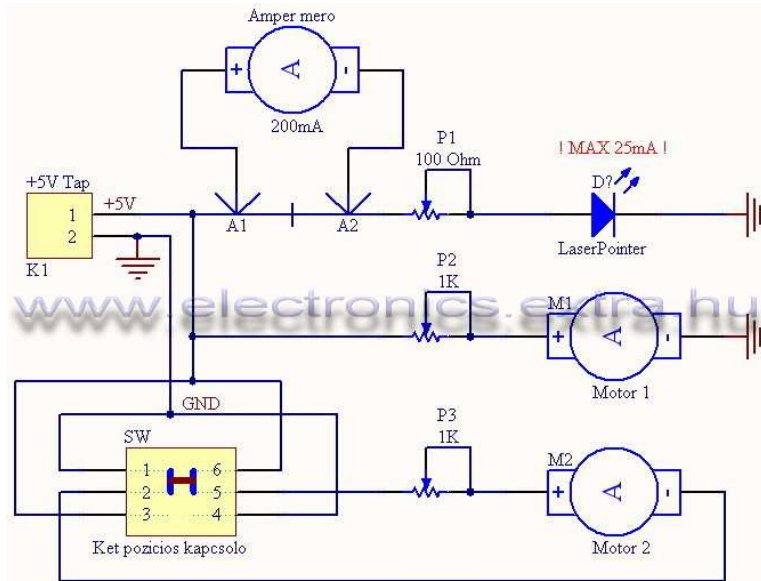 Amper mero
+ A -
200mA
P1
100 Ohm
! MAX 25mA !
+5V Tap
+5V
D?
1
2
A1
A2
LaserPointer
K1
P2
1K
www.electronics.extra.hu
M1
+ A -
Motor 1
GND
SW
P3
1K
1 6
2 5
3 4
M2
+ A -
Ket pozicios kapcsolo
Motor 2